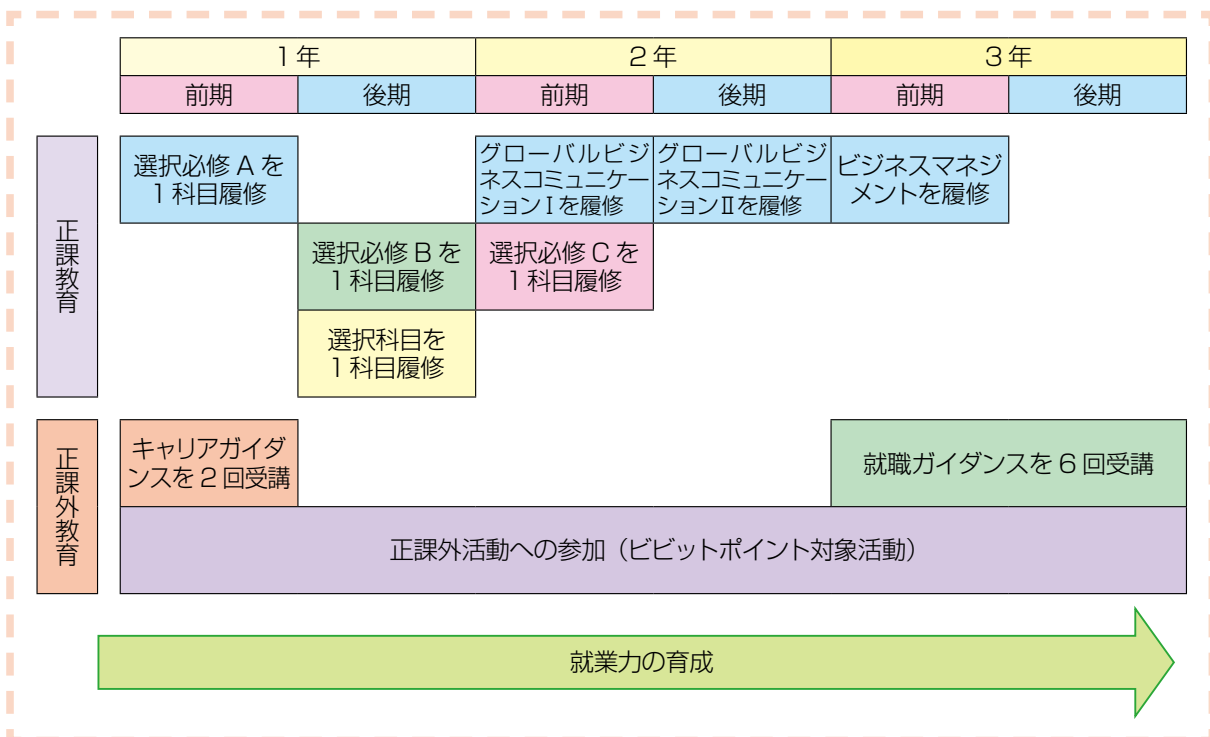 1年
2年
3年
前期
後期
前期
後期
前期
後期
正課教育
選択必修 A を
1科目履修
グローバルビジ
ネスコミュニケー
ションⅠを履修
グローバルビジ
ネスコミュニケー
ションⅡを履修
ビジネスマネジ
メントを履修
選択必修 B を
1科目履修
選択必修 C を
1科目履修
選択科目を
1科目履修
正課外教育
キャリアガイダ
ンスを2回受講
就職ガイダンスを6回受講
正課外活動への参加（ビビットポイント対象活動）
就業力の育成